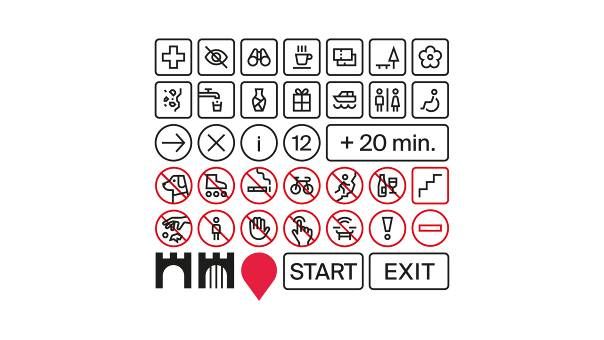 i 12 + 20 min.
START EXIT